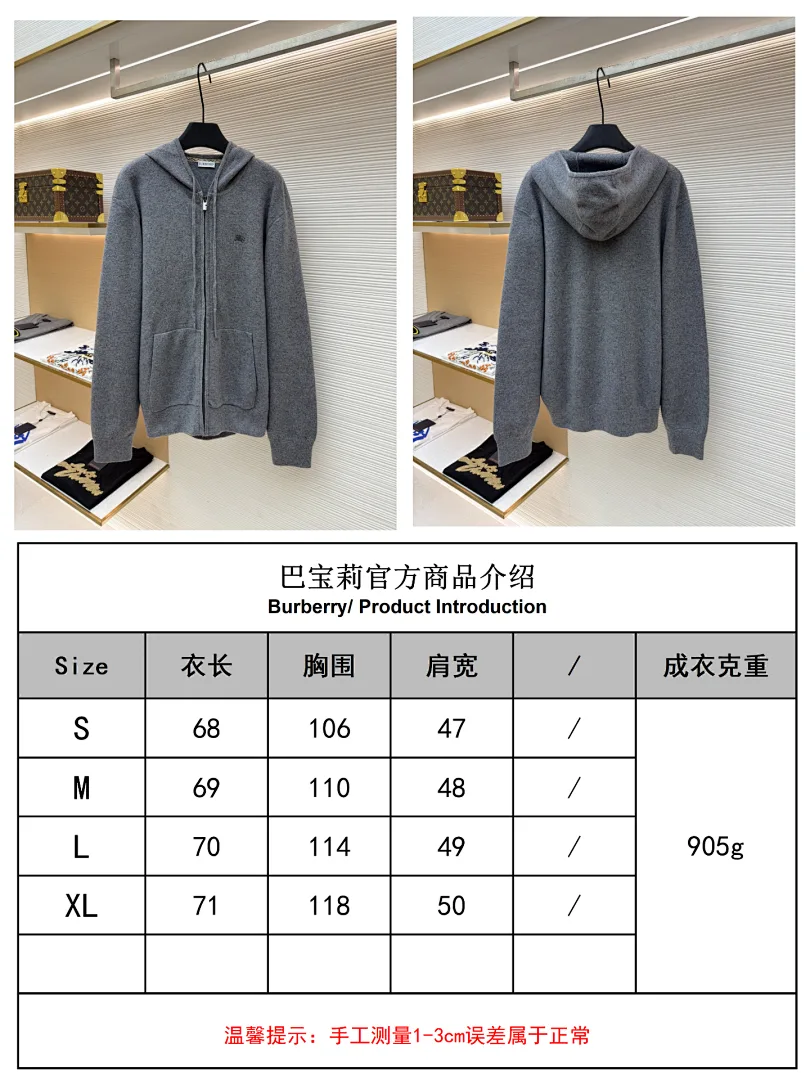 巴宝莉官方商品介绍
Burberry/ Product Introduction
Size 衣长 胸围 肩宽 / 成衣克重
S 68 106 47 /
M 69 110 48 /
L 70 114 49 /
905g
XL 71 118 50 /
温馨提示: 手工测量1-3cm误差属于正常